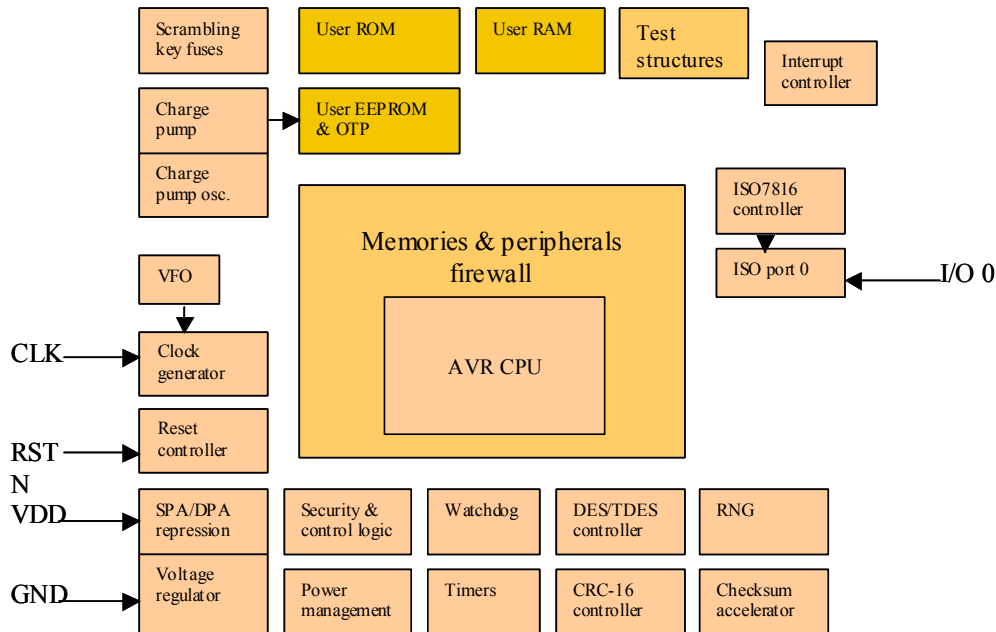 Scrambling
key fuses
User ROM
User RAM
Test
structures
Interrupt
controller
Charge
pump
User EEPROM
& OTP
Charge
pump osc.
ISO7816
controller
Memories & peripherals
firewall
VFO
ISO port 0
I/O 0
CLK
Clock
generator
AVR CPU
Reset
controller
RST
N
VDD
SPA/DPA
repression
Security &
control logic
Watchdog
DES/TDES
controller
RNG
GND
Voltage
regulator
Power
management
Timers
CRC-16
controller
Checksum
accelerator